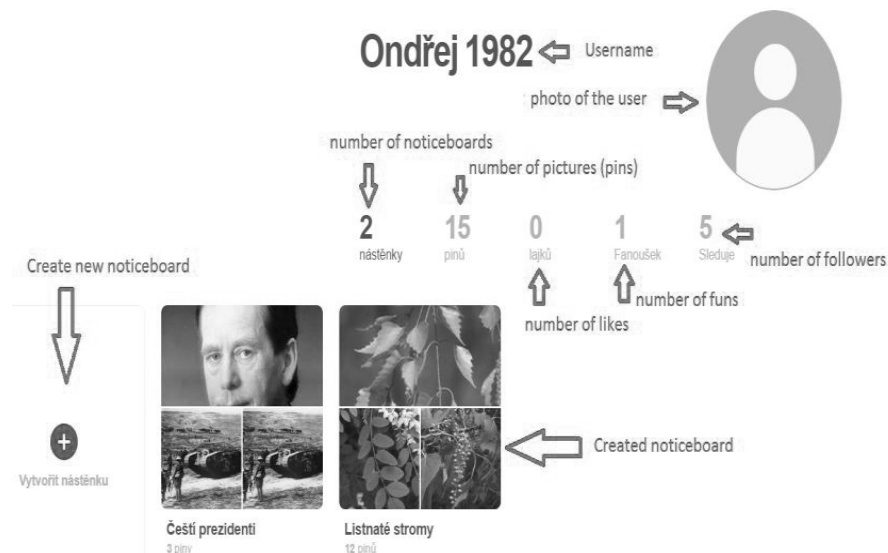 Ondřej 1982
Username
photo of the user
number of noticeboards
number of pictures (pins)
2
15
0
1
5
nástěnky
pinů
lajků
Fanoušek
Sleduje
number of followers
Create new noticeboard
number of funs
number of likes
+
Vytvořit nástěnku
Created noticeboard
Čeští prezidenti
3 piny
Listnaté stromy
12 pinů